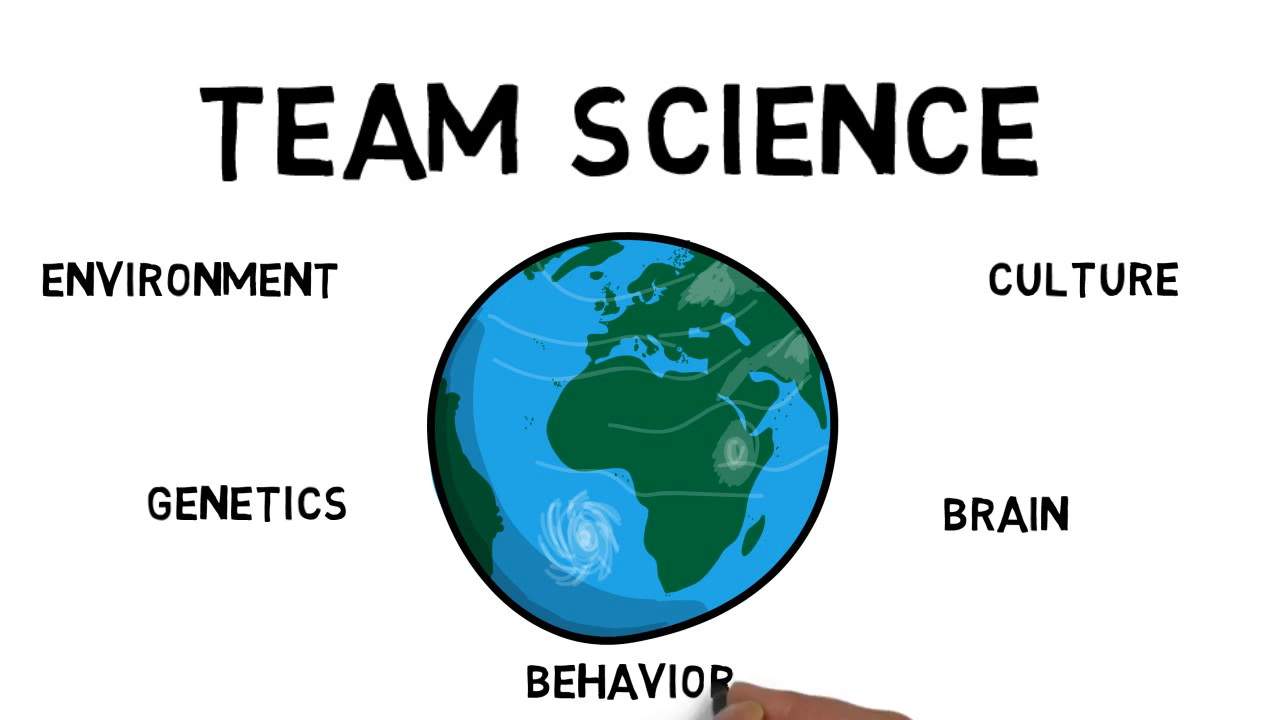 TEAM SCIENCE
ENVIRONMENT
CULTURE
GENETICS
BRAIN
BEHAVIOR